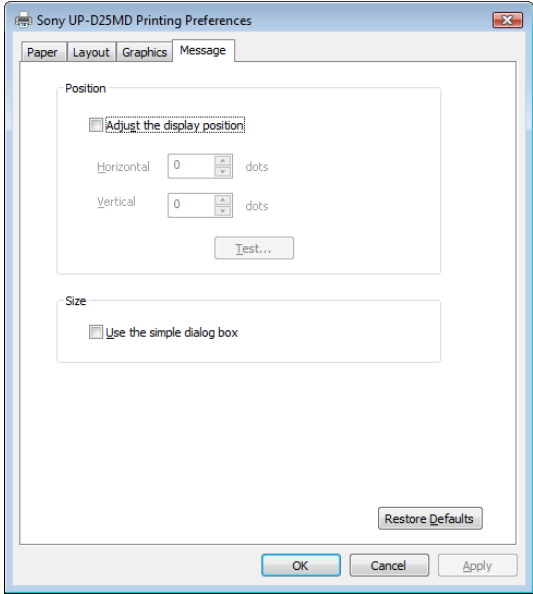 Sony UP-D25MD Printing Preferences
Paper Layout Graphics Message
Position
Adjust the display position
Horizontal 0 dots
Vertical 0 dots
Test...
Size
Use the simple dialog box
Restore Defaults
OK Cancel Apply